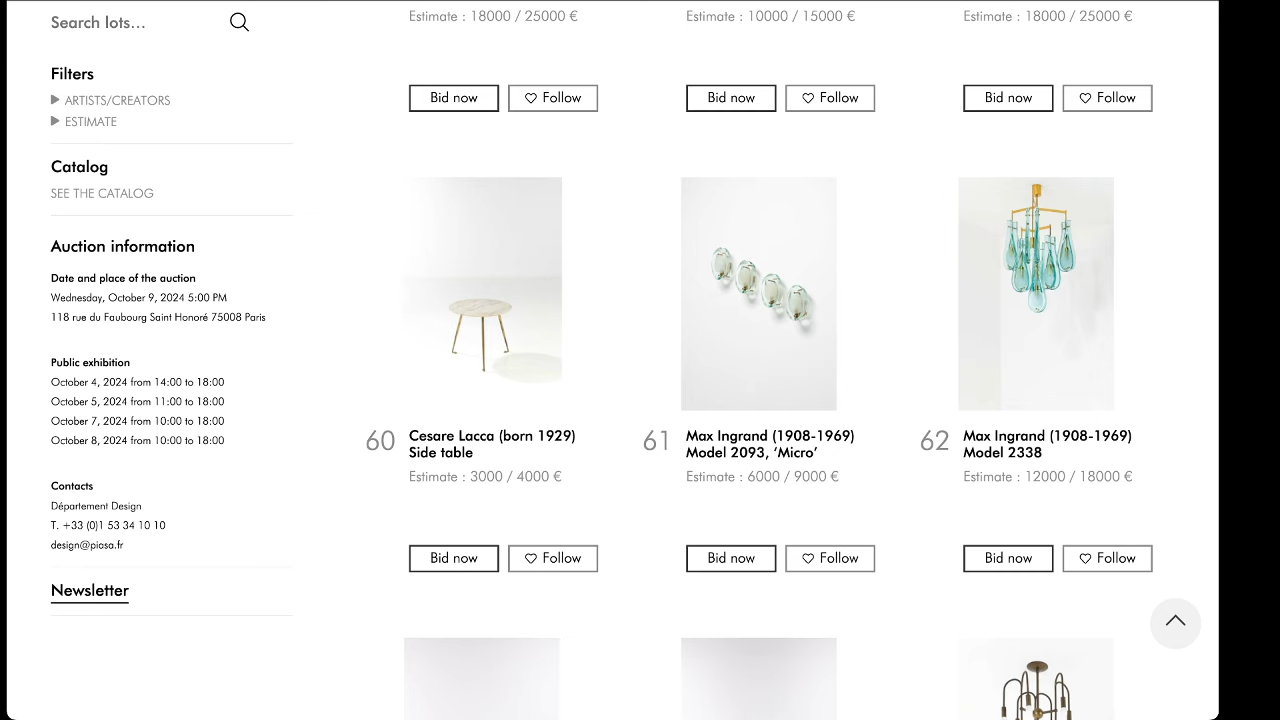 Search lots...
Filters
ARTISTS/CREATORS
ESTIMATE
Catalog
SEE THE CATALOG
Auction information
Date and place of the auction
Wednesday, October 9, 2024 5:00 PM
118 rue du Faubourg Saint Honoré 75008 Paris
Public exhibition
October 4, 2024 from 14:00 to 18:00
October 5, 2024 from 11:00 to 18:00
October 7, 2024 from 10:00 to 18:00
October 8, 2024 from 10:00 to 18:00
Contacts
Département Design
T. +33 (0)1 53 34 10 10
design@piasa.fr
Newsletter
Estimate : 18000 / 25000 €
Bid now
Follow
Estimate : 10000 / 15000 €
Bid now
Follow
Estimate : 18000 / 25000 €
Bid now
Follow
60
Cesare Lacca (born 1929)
Side table
Estimate : 3000 / 4000 €
Bid now
Follow
61
Max Ingrand (1908-1969)
Model 2093, ‘Micro’
Estimate : 6000 / 9000 €
Bid now
Follow
62
Max Ingrand (1908-1969)
Model 2338
Estimate : 12000 / 18000 €
Bid now
Follow